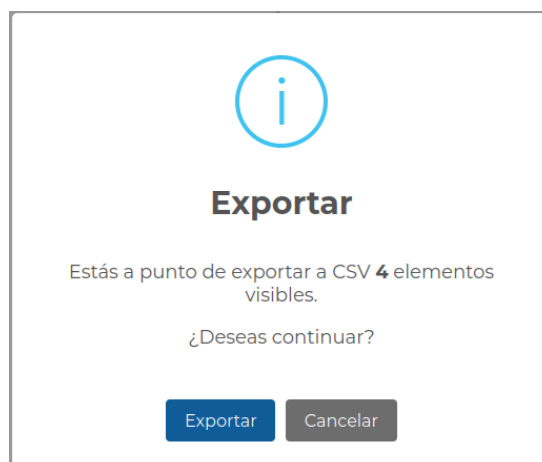 Exportar
Estás a punto de exportar a CSV 4 elementos
visibles.
¿Deseas continuar?
Exportar
Cancelar